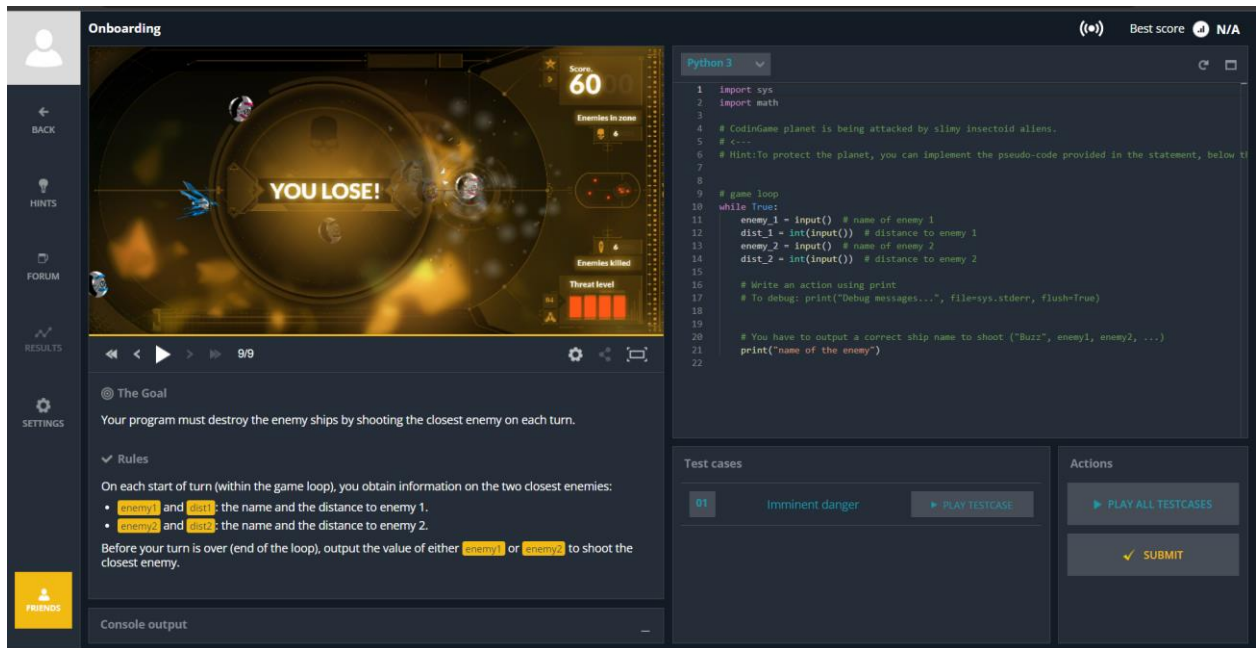 Onboarding
Best score N/A
BACK
HINTS
FORUM
RESULTS
SETTINGS
FRIENDS
Score.
60
Enemies in zone
6
YOU LOSE!
6
Enemies killed
Threat level
9/9
The Goal
Your program must destroy the enemy ships by shooting the closest enemy on each turn.
Rules
On each start of turn (within the game loop), you obtain information on the two closest enemies:
• enemy1 and dist1: the name and the distance to enemy 1.
• enemy2 and dist2: the name and the distance to enemy 2.
Before your turn is over (end of the loop), output the value of either enemy1 or enemy2 to shoot the
closest enemy.
Console output
Python 3
1 import sys
2 import math
3
4 # CodinGame planet is being attacked by slimy insectoid aliens.
5 # <---
6 # Hint:To protect the planet, you can implement the pseudo-code provided in the statement, below
7
8
9 # game loop
10 while True:
11     enemy_1 = input()  # name of enemy 1
12     dist_1 = int(input())  # distance to enemy 1
13     enemy_2 = input()  # name of enemy 2
14     dist_2 = int(input())  # distance to enemy 2
15
16     # Write an action using print
17     # To debug: print("Debug messages...", file=sys.stderr, flush=True)
18
19
20     # You have to output a correct ship name to shoot ("Buzz", enemy1, enemy2, ...)
21     print("name of the enemy")
22
Test cases
01 Imminent danger PLAY TESTCASE
Actions
PLAY ALL TESTCASES
SUBMIT